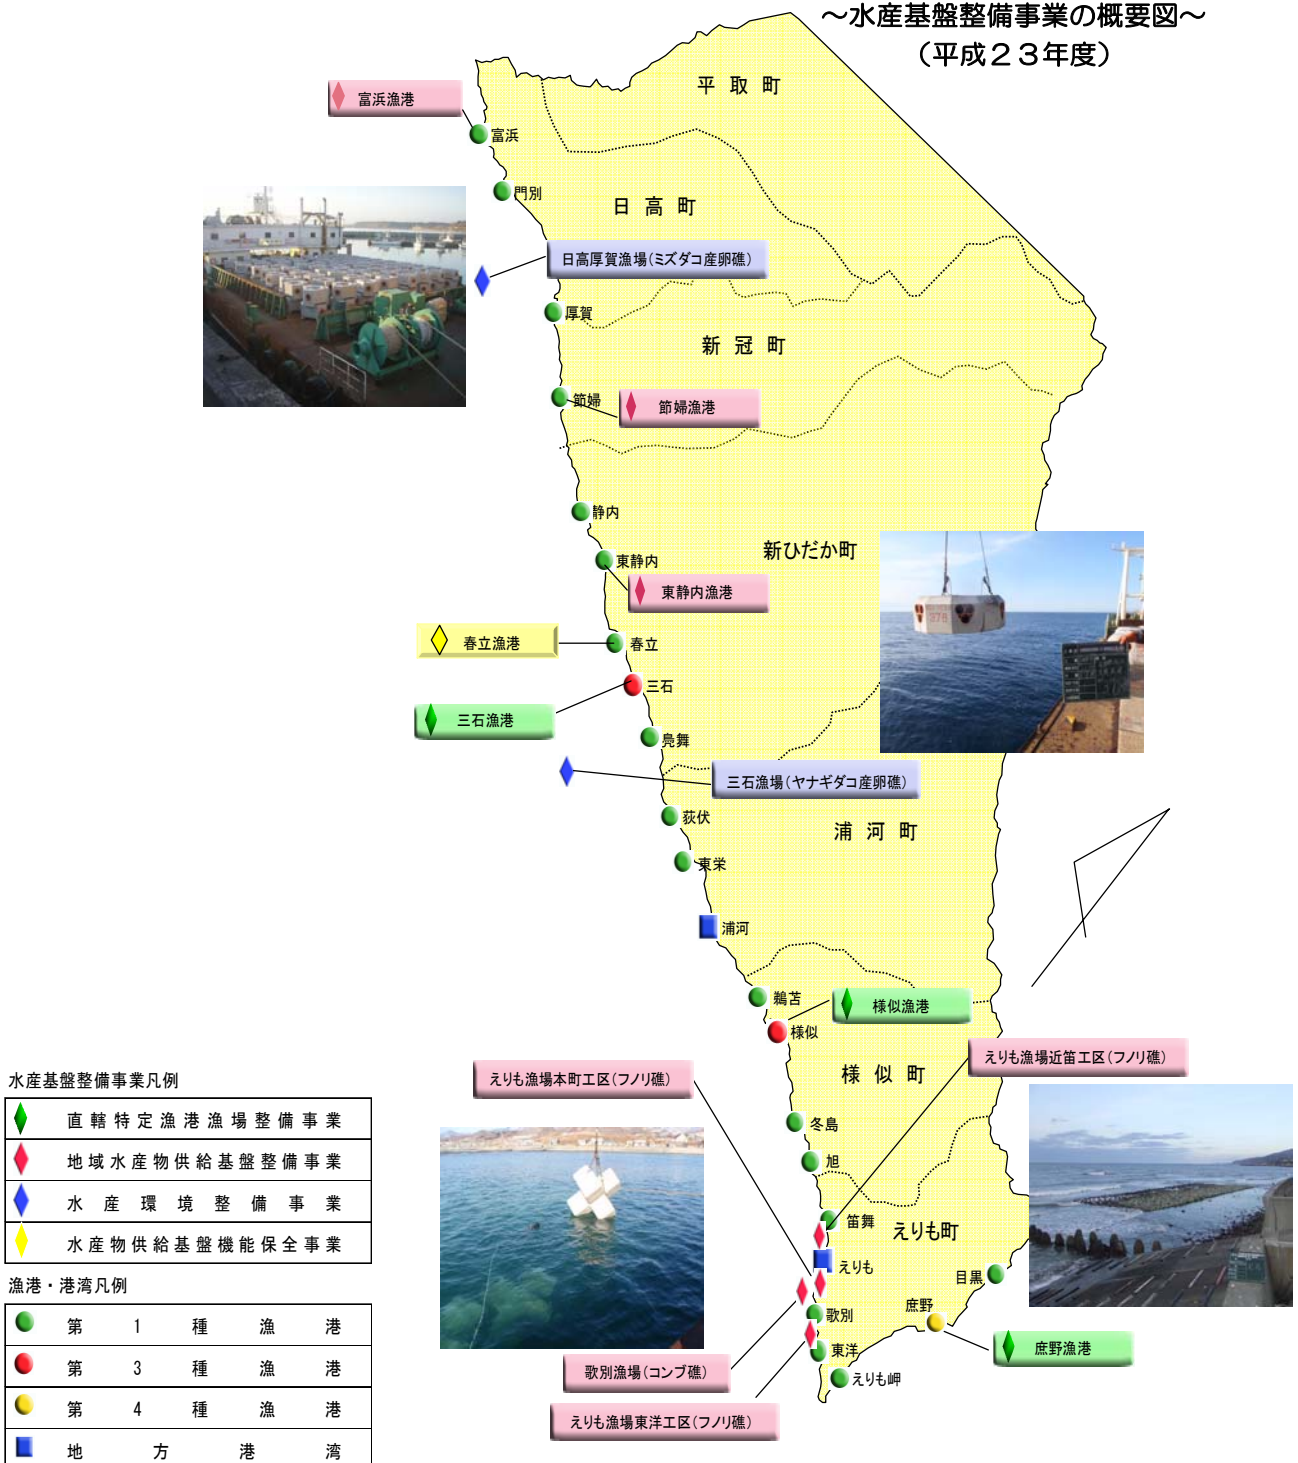 ～水産基盤整備事業の概要図～
（平成２３年度）
平取町
富浜漁港
富浜
門別
日高町
日高厚賀漁場(ミズダコ産卵礁)
厚賀
新冠町
節婦
節婦漁港
静内
新ひだか町
東静内
東静内漁港
春立漁港
春立
三石
三石漁港
鳧舞
三石漁場(ヤナギダコ産卵礁)
荻伏
浦河町
東栄
浦河
鵜苫
様似漁港
様似
えりも漁場近笛工区(フノリ礁)
えりも漁場本町工区(フノリ礁)
様似町
冬島
旭
笛舞
えりも町
えりも
目黒
庶野
歌別
庶野漁港
東洋
歌別漁場(コンブ礁)
えりも岬
えりも漁場東洋工区(フノリ礁)
水産基盤整備事業凡例
直轄特定漁港漁場整備事業
地域水産物供給基盤整備事業
水産環境整備事業
水産物供給基盤機能保全事業
漁港・港湾凡例
第1種漁港
第3種漁港
第4種漁港
地方港湾